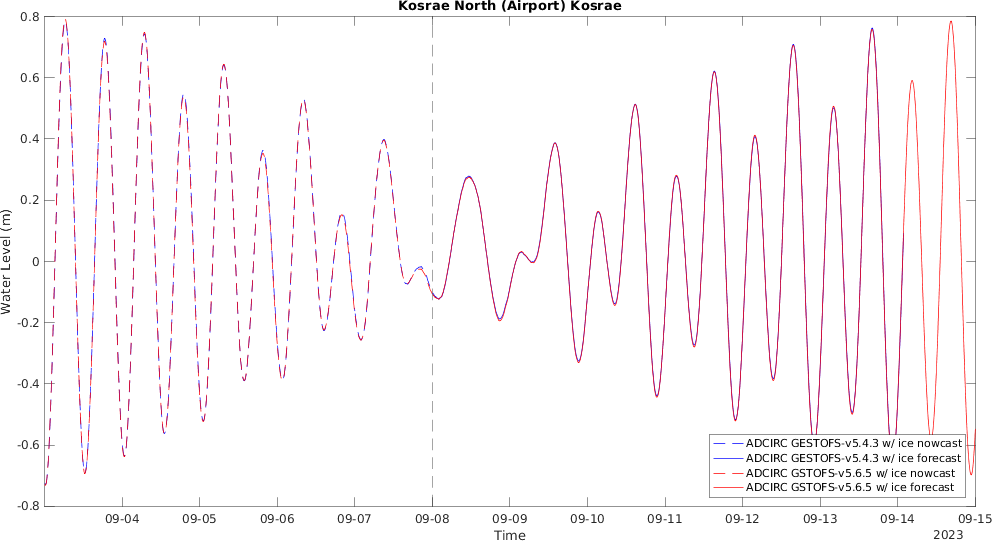 Kosrae North (Airport) Kosrae
0.8
0.6
0.4
0.2
0
-0.2
-0.4
-0.6
-0.8
Water Level (m)
ADCIRC GESTOFS-v5.4.3 w/ ice nowcast
ADCIRC GESTOFS-v5.4.3 w/ ice forecast
ADCIRC GSTOFS-v5.6.5 w/ ice nowcast
ADCIRC GSTOFS-v5.6.5 w/ ice forecast
09-04 09-05 09-06 09-07 09-08 09-09 09-10 09-11 09-12 09-13 09-14 09-15
Time
2023